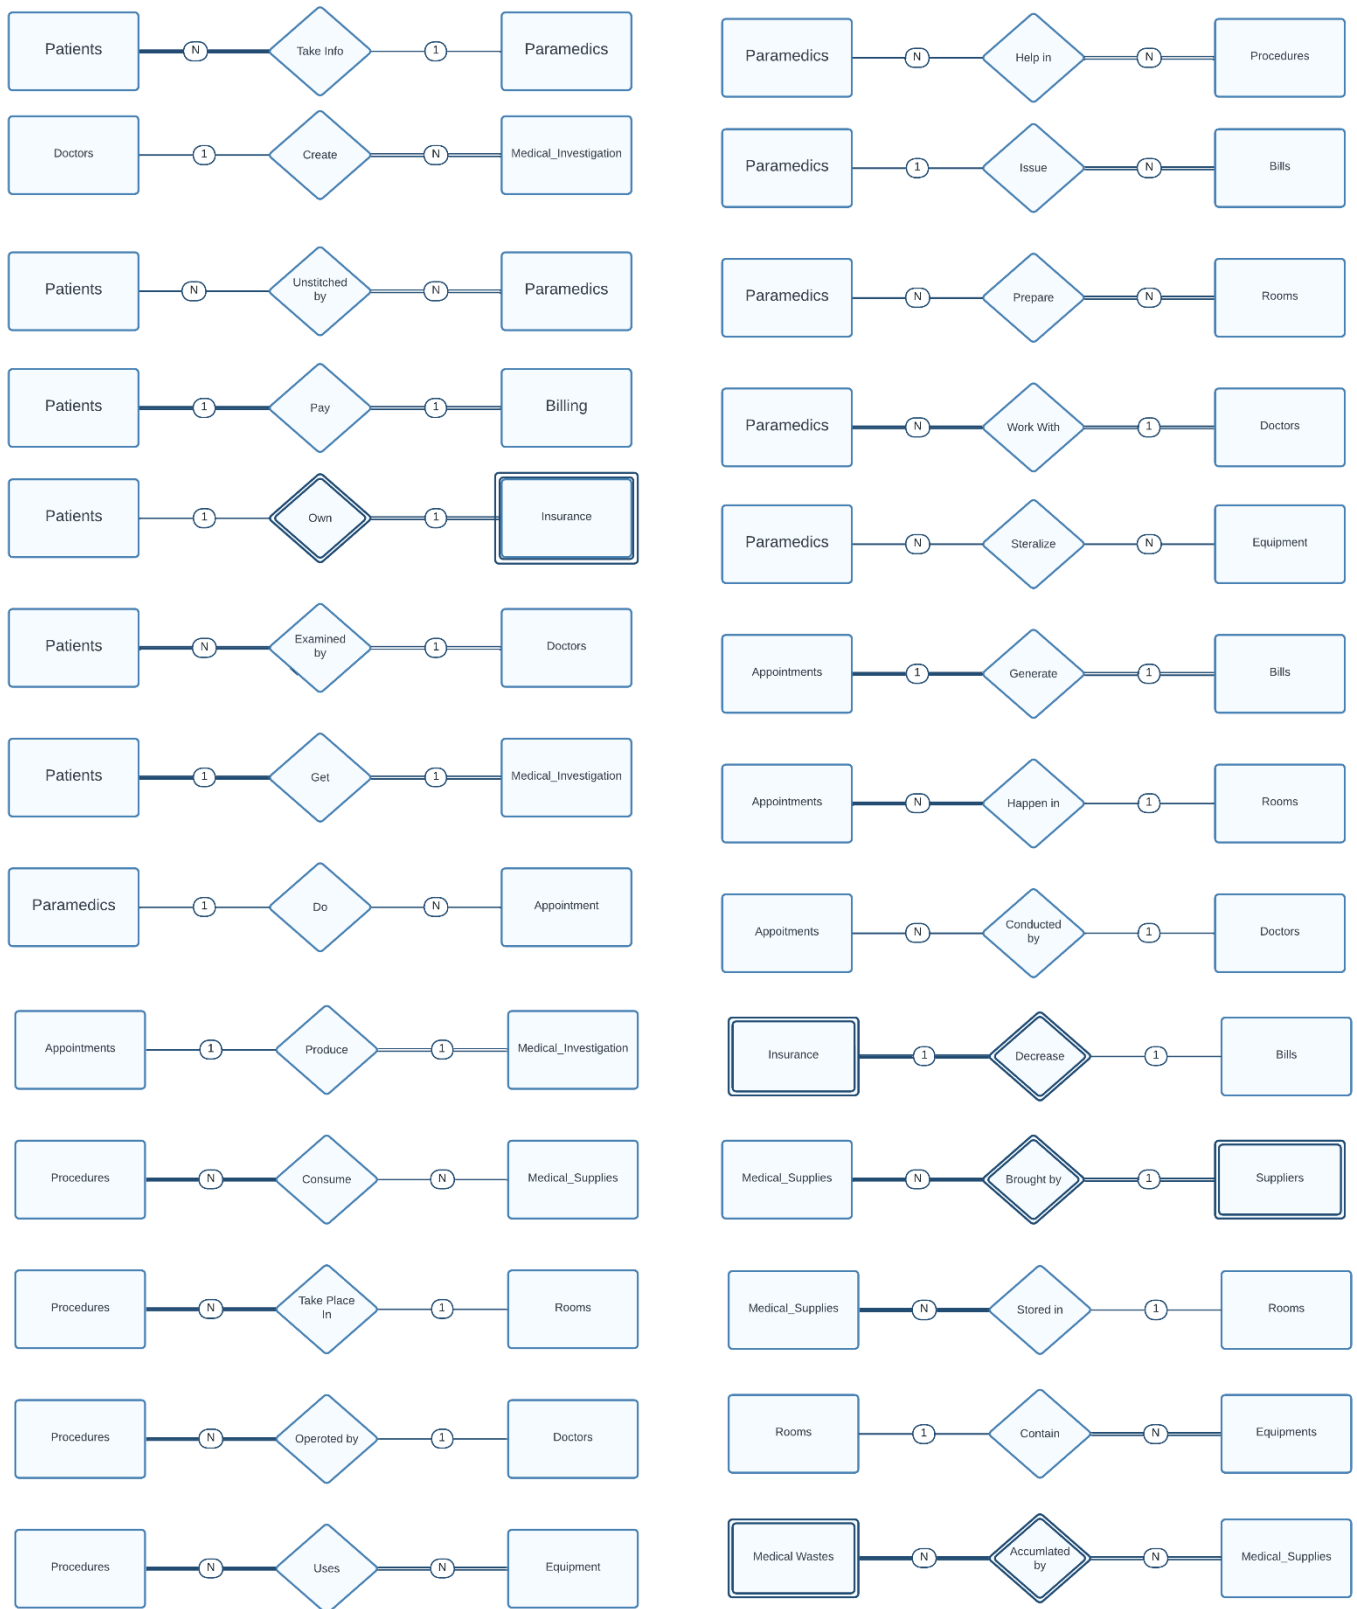 Patients N Take Info 1 Paramedics
Doctors 1 Create N Medical_Investigation
Patients N Unstitched
by N Paramedics
Patients 1 Pay 1 Billing
Patients 1 Own 1 Insurance
Patients N Examined
by 1 Doctors
Patients 1 Get 1 Medical_Investigation
Paramedics 1 Do N Appointment
Appointments 1 Produce 1 Medical_Investigation
Procedures N Consume N Medical_Supplies
Procedures N Take Place
In 1 Rooms
Procedures N Operoted by 1 Doctors
Procedures N Uses N Equipment
Paramedics N Help in N Procedures
Paramedics 1 Issue N Bills
Paramedics N Prepare N Rooms
Paramedics N Work With 1 Doctors
Paramedics N Steralize N Equipment
Appointments 1 Generate 1 Bills
Appointments N Happen in 1 Rooms
Appoitments N Conducted
by 1 Doctors
Insurance 1 Decrease 1 Bills
Medical_Supplies N Brought by 1 Suppliers
Medical_Supplies N Stored in 1 Rooms
Rooms 1 Contain N Equipments
Medical Wastes N Accumlated
by N Medical_Supplies